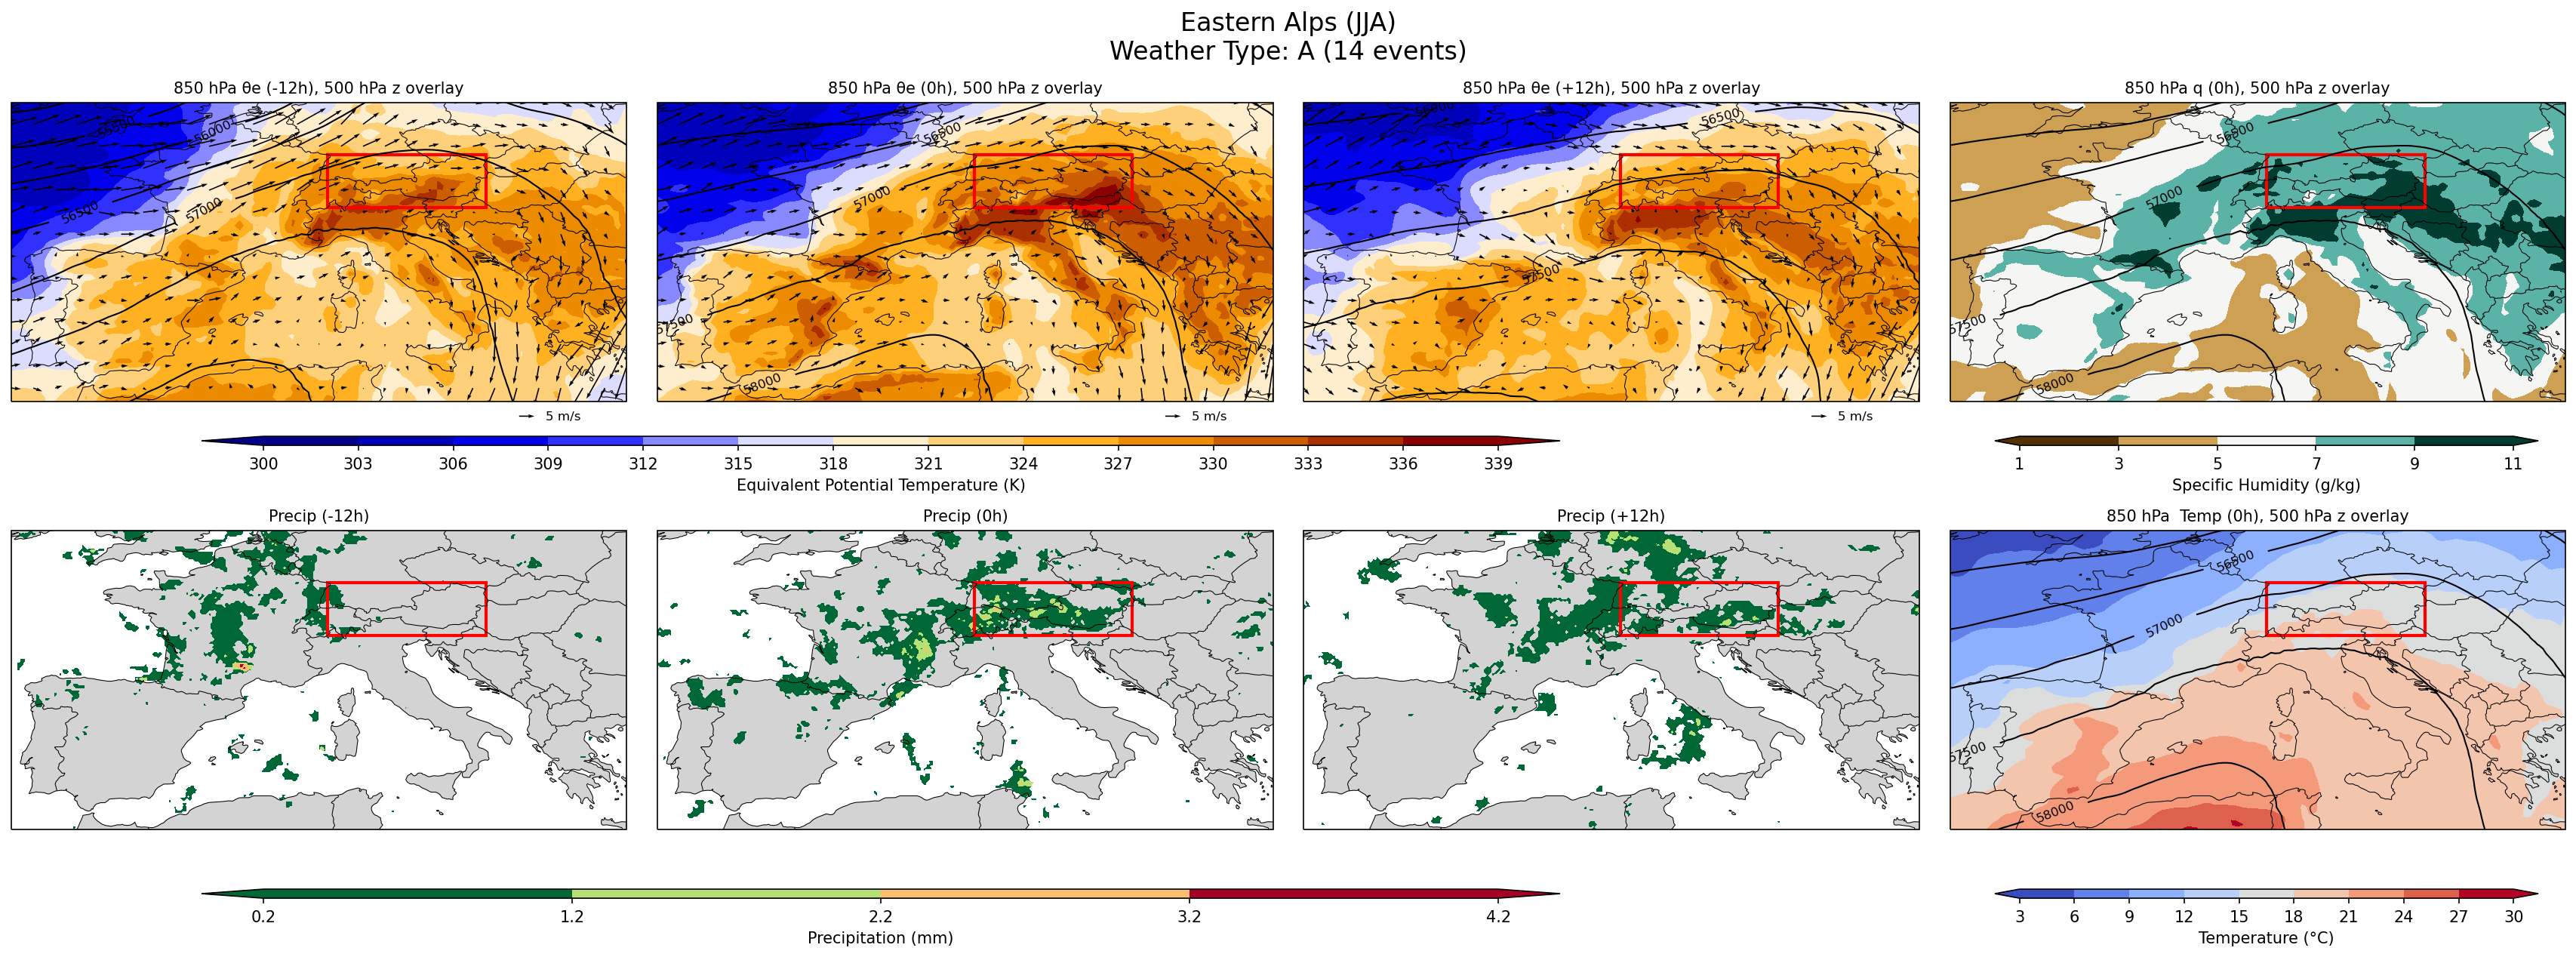 Eastern Alps (JJA)
Weather Type: A (14 events)
850 hPa θe (-12h), 500 hPa z overlay
850 hPa θe (0h), 500 hPa z overlay
850 hPa θe (+12h), 500 hPa z overlay
850 hPa q (0h), 500 hPa z overlay
56000
56500
57000
56500
57000
57500
58000
56500
57500
56500
57000
57500
58000
5 m/s
5 m/s
5 m/s
300 303 306 309 312 315 318 321 324 327 330 333 336 339
Equivalent Potential Temperature (K)
1 3 5 7 9 11
Specific Humidity (g/kg)
Precip (-12h)
Precip (0h)
Precip (+12h)
850 hPa  Temp (0h), 500 hPa z overlay
56500
57000
57500
58000
0.2 1.2 2.2 3.2 4.2
Precipitation (mm)
3 6 9 12 15 18 21 24 27 30
Temperature (°C)